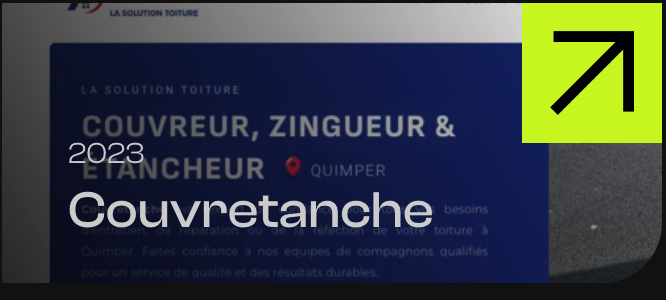 LA SOLUTION TOITURE
LA SOLUTION TOITURE
COUVREUR, ZINGUEUR &
2023
ÉTANCHEUR QUIMPER
Couvretanche
besoins
d'entretien, de réparation ou de la réfection de votre toiture à
Quimper. Faites confiance à nos équipes de compagnons qualifiés
pour un service de qualité et des résultats durables.